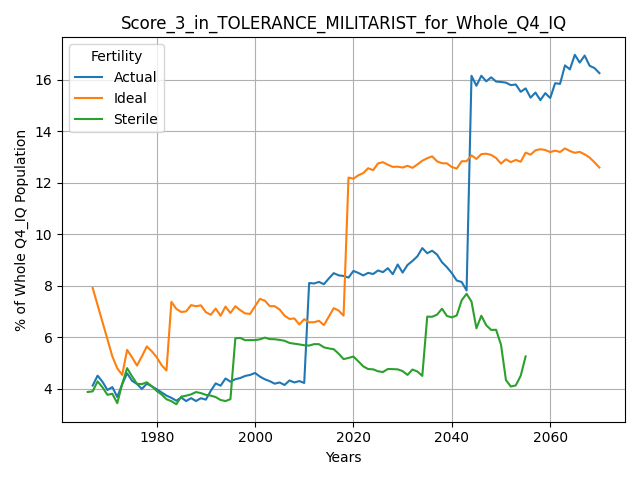 Score_3_in_TOLERANCE_MILITARIST_for_Whole_Q4_IQ
Fertility
Actual
Ideal
Sterile
% of Whole Q4_IQ Population
16
14
12
10
8
6
4
1980
2000
2020
2040
2060
Years